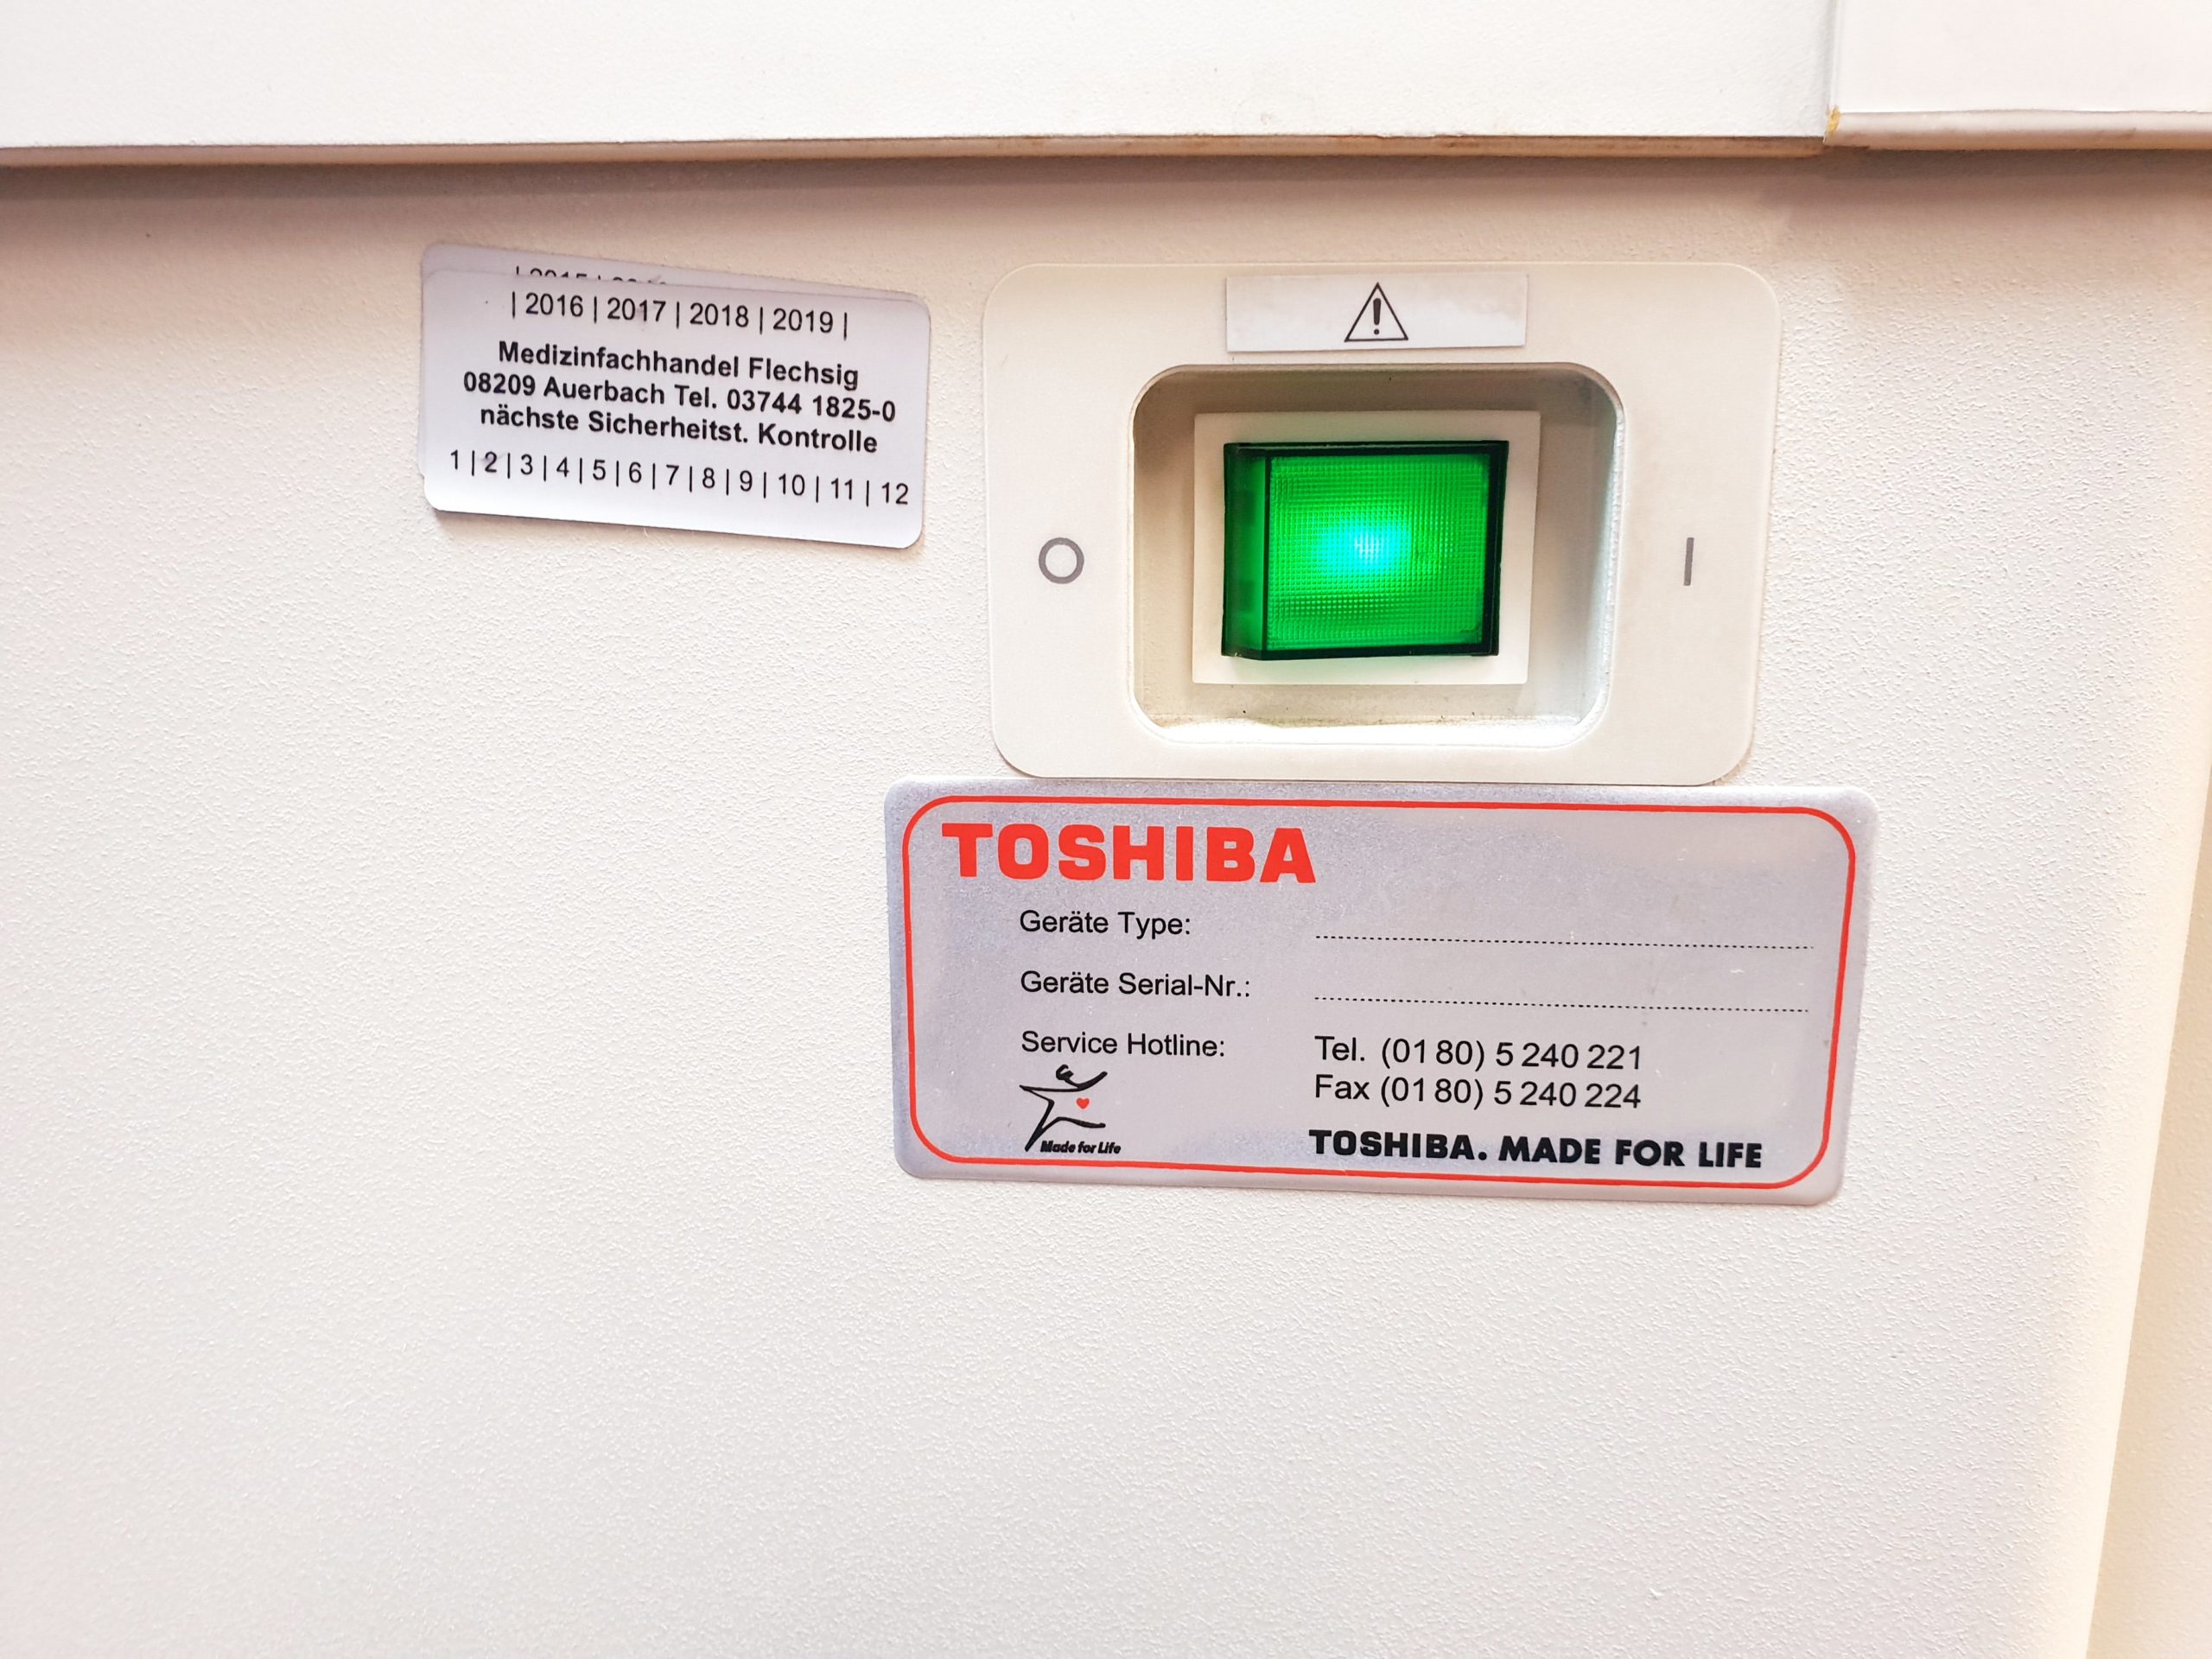 | 2016 | 2017 | 2018 | 2019 |
Medizinfachhandel Flechsig
08209 Auerbach Tel. 03744 1825-0
nächste Sicherheitst. Kontrolle
1 | 2 | 3 | 4 | 5 | 6 | 7 | 8 | 9 | 10 | 11 | 12
O
I
TOSHIBA
Geräte Type:
Geräte Serial-Nr.:
Service Hotline: Tel. (01 80) 5 240 221
Fax (01 80) 5 240 224
Made for Life
TOSHIBA. MADE FOR LIFE